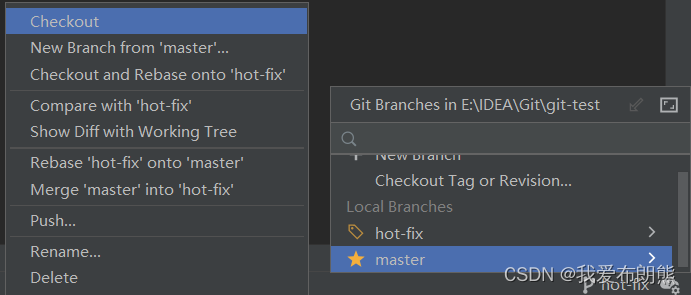 Checkout
New Branch from 'master'...
Checkout and Rebase onto 'hot-fix'
Compare with 'hot-fix'
Show Diff with Working Tree
Rebase 'hot-fix' onto 'master'
Merge 'master' into 'hot-fix'
Push...
Rename...
Delete
Git Branches in E:\IDEA\Git\git-test
New Branch
Checkout Tag or Revision...
Local Branches
hot-fix
master
CSDN @我爱布朗熊
hot-fix